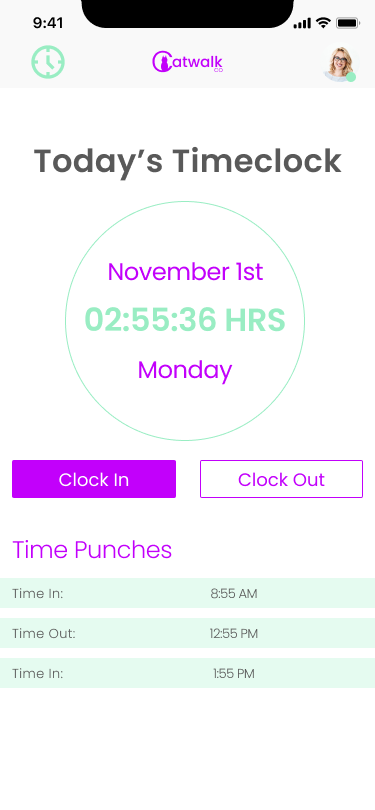 9:41
Catwalk
CO
Today’s Timeclock
November 1st
02:55:36 HRS
Monday
Clock In Clock Out
Time Punches
Time In: 8:55 AM
Time Out: 12:55 PM
Time In: 1:55 PM